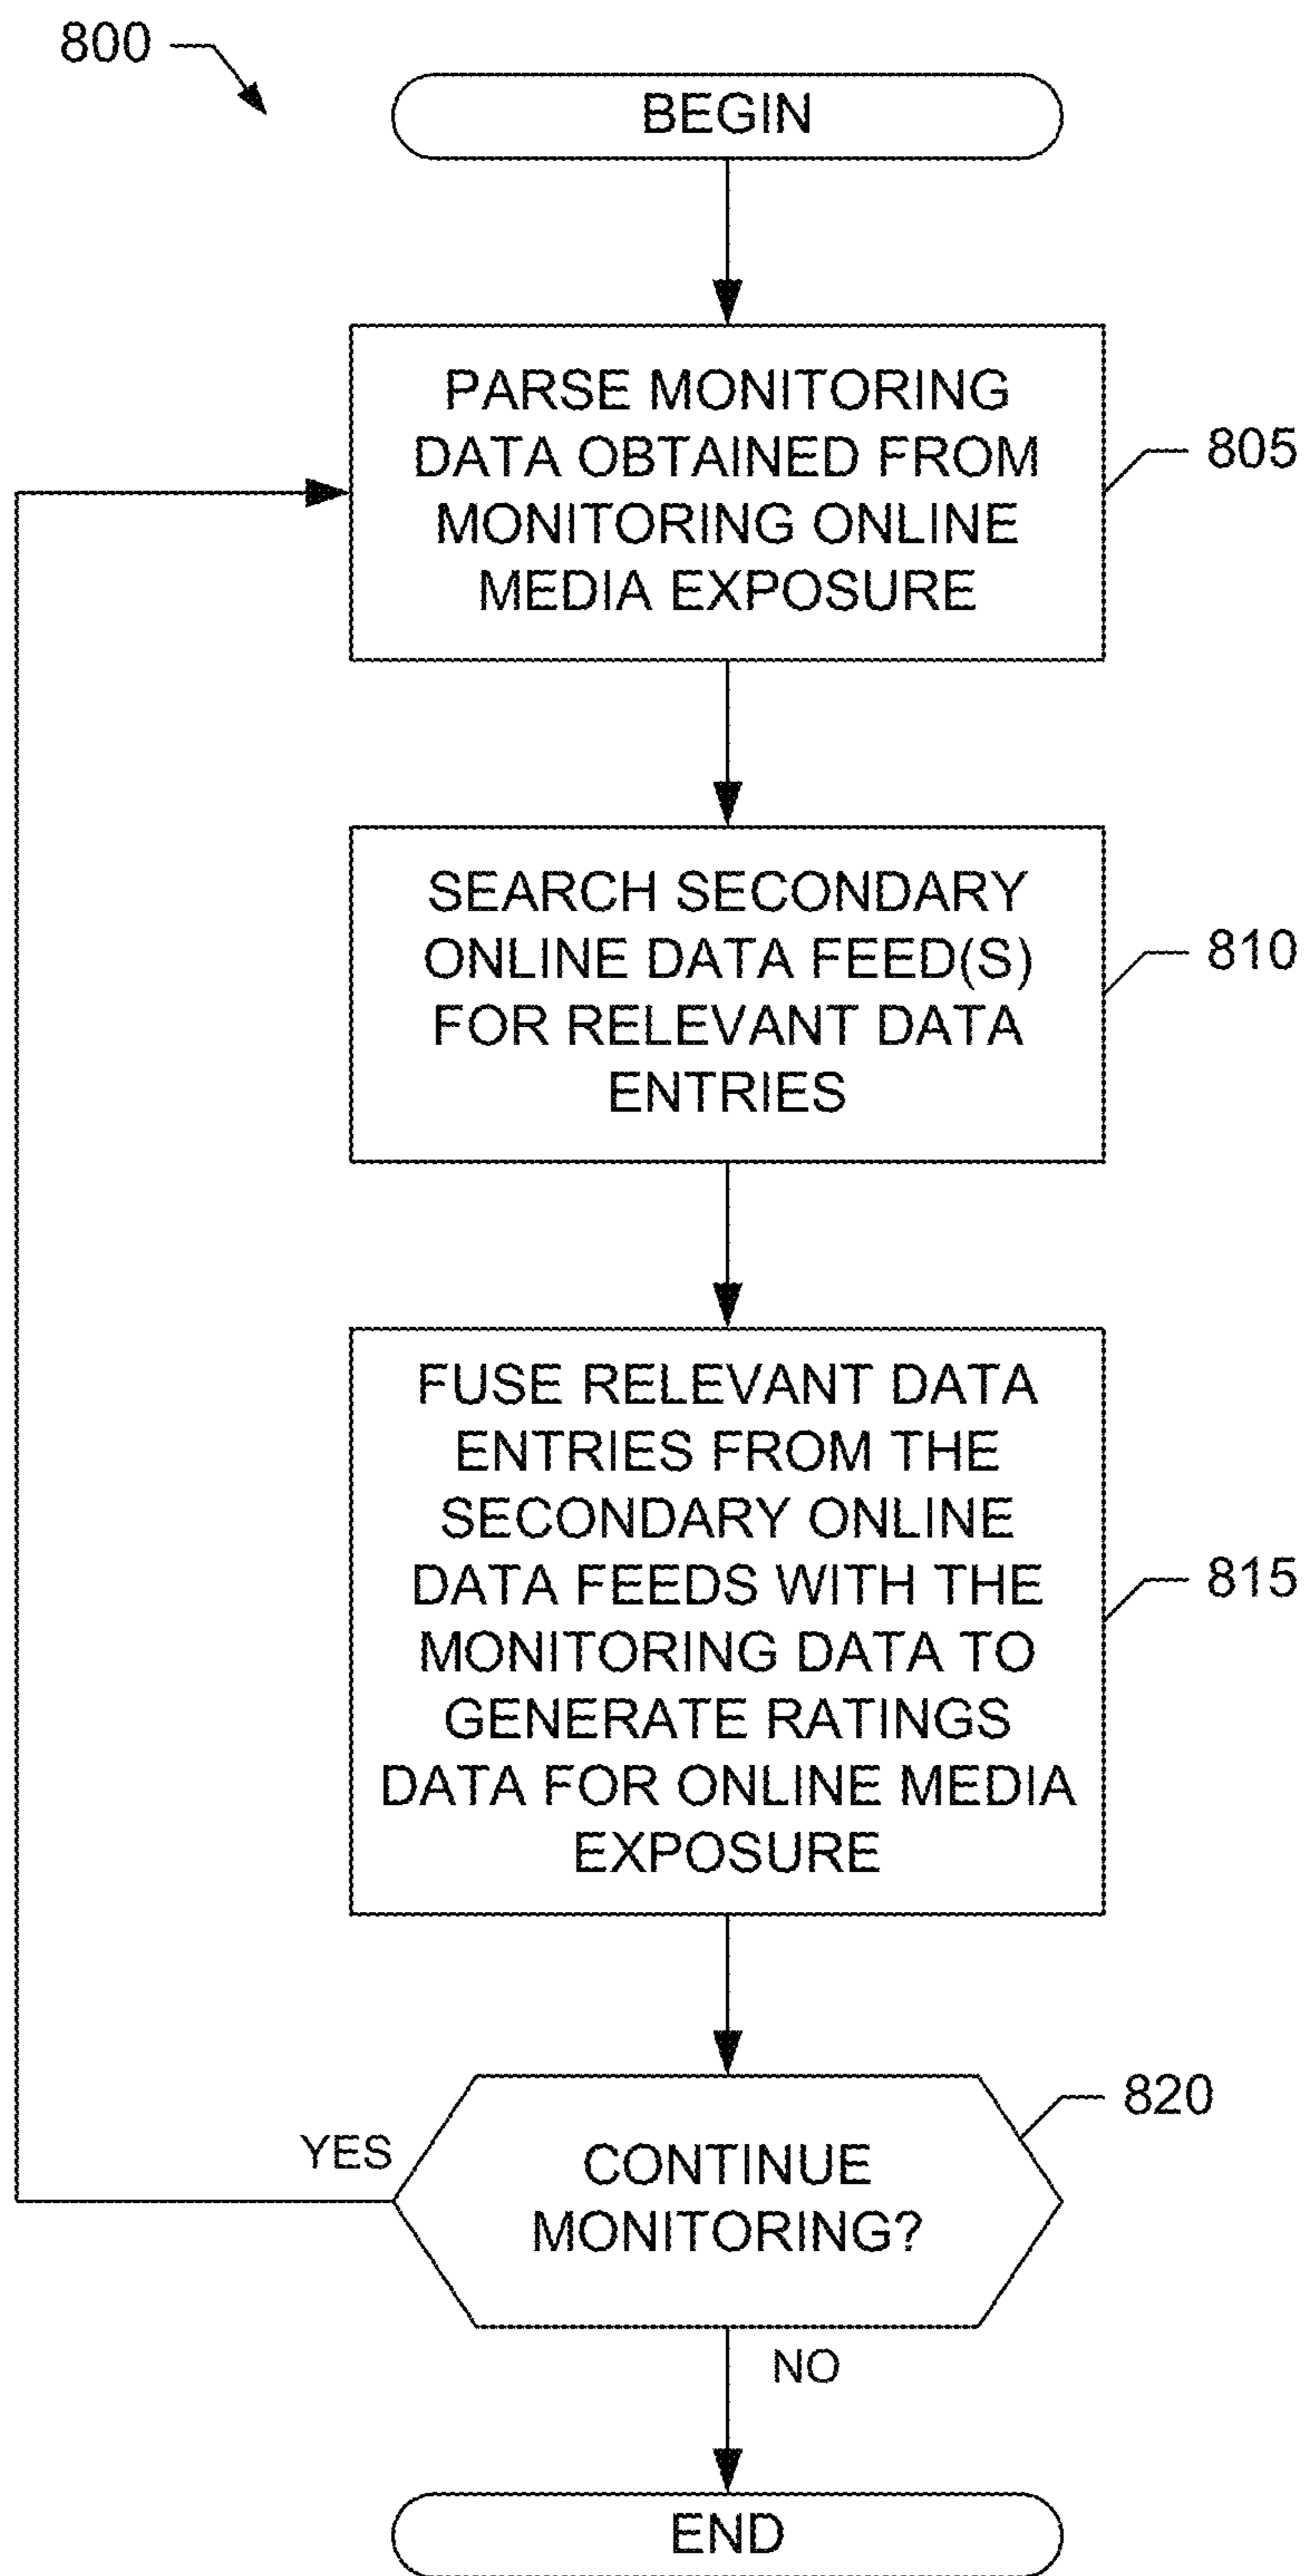 800
BEGIN
PARSE MONITORING
DATA OBTAINED FROM
MONITORING ONLINE
MEDIA EXPOSURE
805
SEARCH SECONDARY
ONLINE DATA FEED(S)
FOR RELEVANT DATA
ENTRIES
810
FUSE RELEVANT DATA
ENTRIES FROM THE
SECONDARY ONLINE
DATA FEEDS WITH THE
MONITORING DATA TO
GENERATE RATINGS
DATA FOR ONLINE MEDIA
EXPOSURE
815
820
YES
CONTINUE
MONITORING?
NO
END